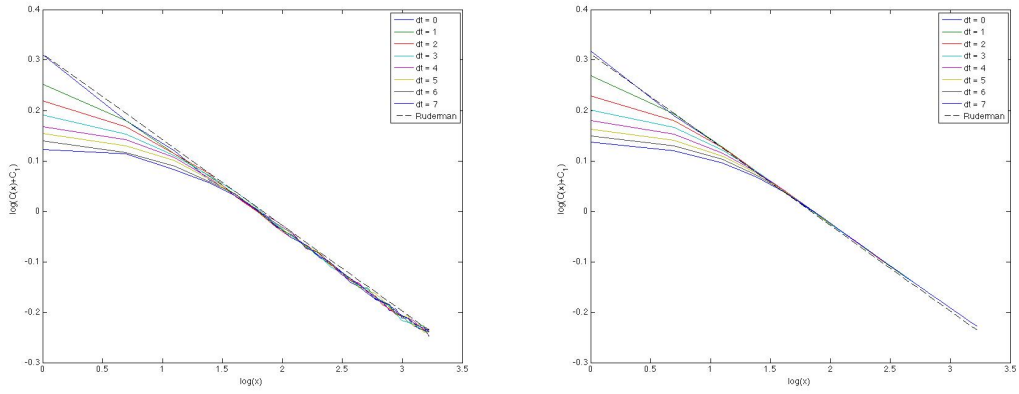 0.4
0.3
0.2
0.1
0
-0.1
-0.2
-0.3
log(C(x)+C1)
0
0.5
1
1.5
2
2.5
3
3.5
log(x)
dt = 0
dt = 1
dt = 2
dt = 3
dt = 4
dt = 5
dt = 6
dt = 7
Ruderman
0.4
0.3
0.2
0.1
0
-0.1
-0.2
-0.3
log(C(x)+C1)
0
0.5
1
1.5
2
2.5
3
3.5
log(x)
dt = 0
dt = 1
dt = 2
dt = 3
dt = 4
dt = 5
dt = 6
dt = 7
Ruderman